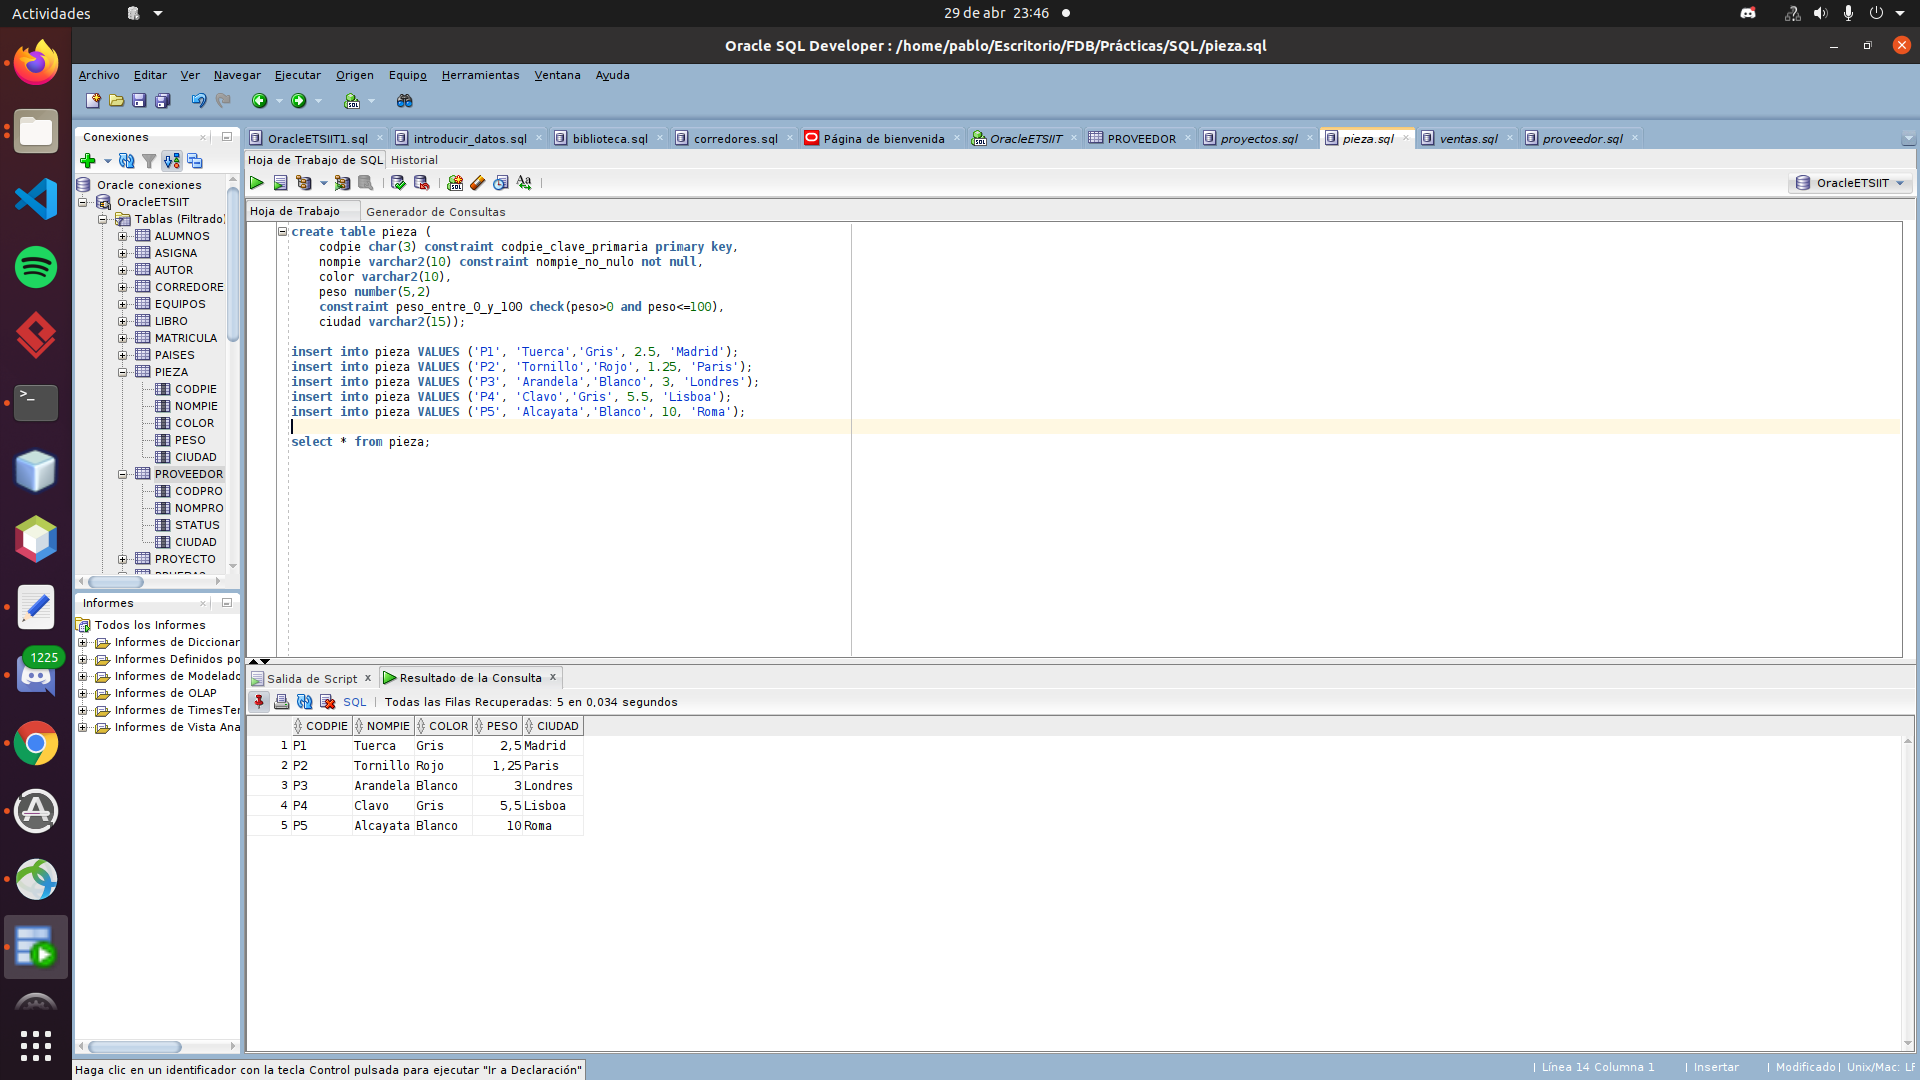 Actividades
29 de abr 23:46
Oracle SQL Developer : /home/pablo/Escritorio/FDB/Prácticas/SQL/pieza.sql
Archivo Editar Ver Navegar Ejecutar Origen Equipo Herramientas Ventana Ayuda
Conexiones
OracleETSIIT1.sql introducir_datos.sql biblioteca.sql corredores.sql Página de bienvenida OracleETSIIT PROVEEDOR proyectos.sql pieza.sql ventas.sql proveedor.sql
Hoja de Trabajo de SQL Historial
OracleETSIIT
Hoja de Trabajo Generador de Consultas
Oracle conexiones
OracleETSIIT
Tablas (Filtrado)
ALUMNOS
ASIGNA
AUTOR
CORREDORE
EQUIPOS
LIBRO
MATRICULA
PAISES
PIEZA
CODPIE
NOMPIE
COLOR
PESO
CIUDAD
PROVEEDOR
CODPRO
NOMPRO
STATUS
CIUDAD
PROYECTO
create table pieza (
codpie char(3) constraint codpie_clave_primaria primary key,
nompie varchar2(10) constraint nompie_no_nulo not null,
color varchar2(10),
peso number(5,2)
constraint peso_entre_0_y_100 check(peso>0 and peso<=100),
ciudad varchar2(15));
insert into pieza VALUES ('P1', 'Tuerca','Gris', 2.5, 'Madrid');
insert into pieza VALUES ('P2', 'Tornillo','Rojo', 1.25, 'Paris');
insert into pieza VALUES ('P3', 'Arandela','Blanco', 3, 'Londres');
insert into pieza VALUES ('P4', 'Clavo','Gris', 5.5, 'Lisboa');
insert into pieza VALUES ('P5', 'Alcayata','Blanco', 10, 'Roma');
select * from pieza;
Informes
Todos los Informes
Informes de Diccionar
Informes Definidos po
Informes de Modelado
Informes de OLAP
Informes de TimesTe
Informes de Vista Ana
1225
Salida de Script Resultado de la Consulta
SQL Todas las Filas Recuperadas: 5 en 0,034 segundos
CODPIE NOMPIE COLOR PESO CIUDAD
1 P1 Tuerca Gris 2,5 Madrid
2 P2 Tornillo Rojo 1,25 Paris
3 P3 Arandela Blanco 3 Londres
4 P4 Clavo Gris 5,5 Lisboa
5 P5 Alcayata Blanco 10 Roma
Haga clic en un identificador con la tecla Control pulsada para ejecutar "Ir a Declaración"
Línea 14 Columna 1 Insertar Modificado Unix/Mac: LF